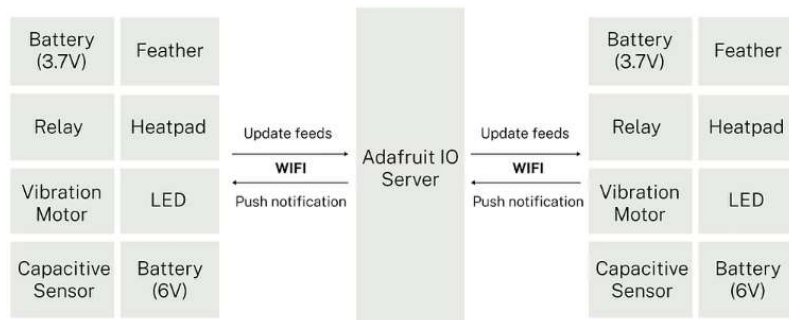 Battery
(3.7V)
Feather
Relay
Heatpad
Vibration
Motor
LED
Capacitive
Sensor
Battery
(6V)
Update feeds
WIFI
Push notification
Adafruit IO
Server
Update feeds
WIFI
Push notification
Battery
(3.7V)
Feather
Relay
Heatpad
Vibration
Motor
LED
Capacitive
Sensor
Battery
(6V)